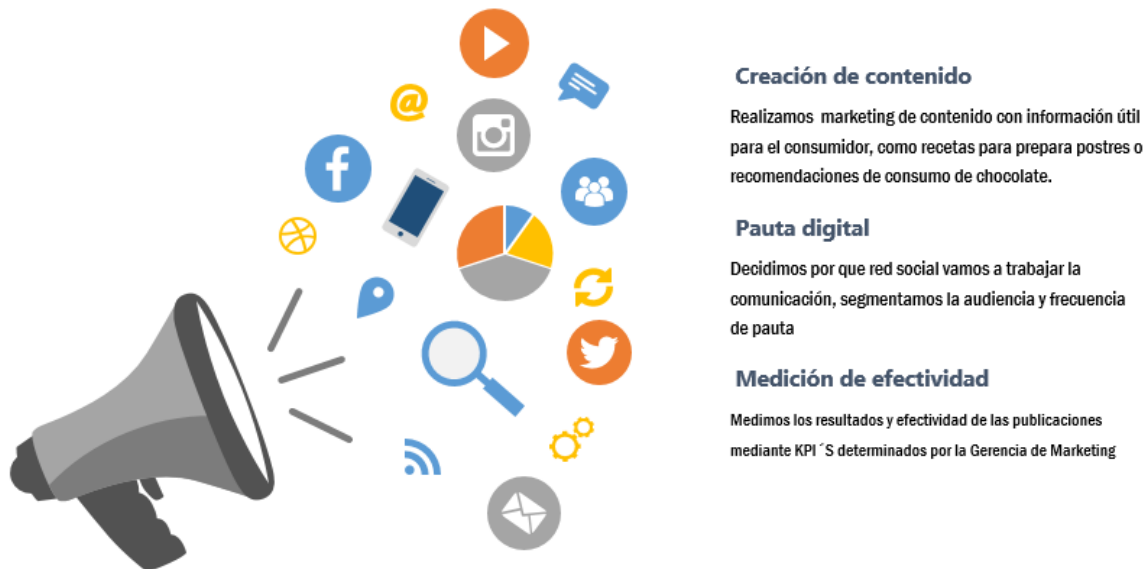 Creación de contenido
Realizamos marketing de contenido con información útil
para el consumidor, como recetas para prepara postres o
recomendaciones de consumo de chocolate.
Pauta digital
Decidimos por que red social vamos a trabajar la
comunicación, segmentamos la audiencia y frecuencia
de pauta
Medición de efectividad
Medimos los resultados y efectividad de las publicaciones
mediante KPI ´S determinados por la Gerencia de Marketing